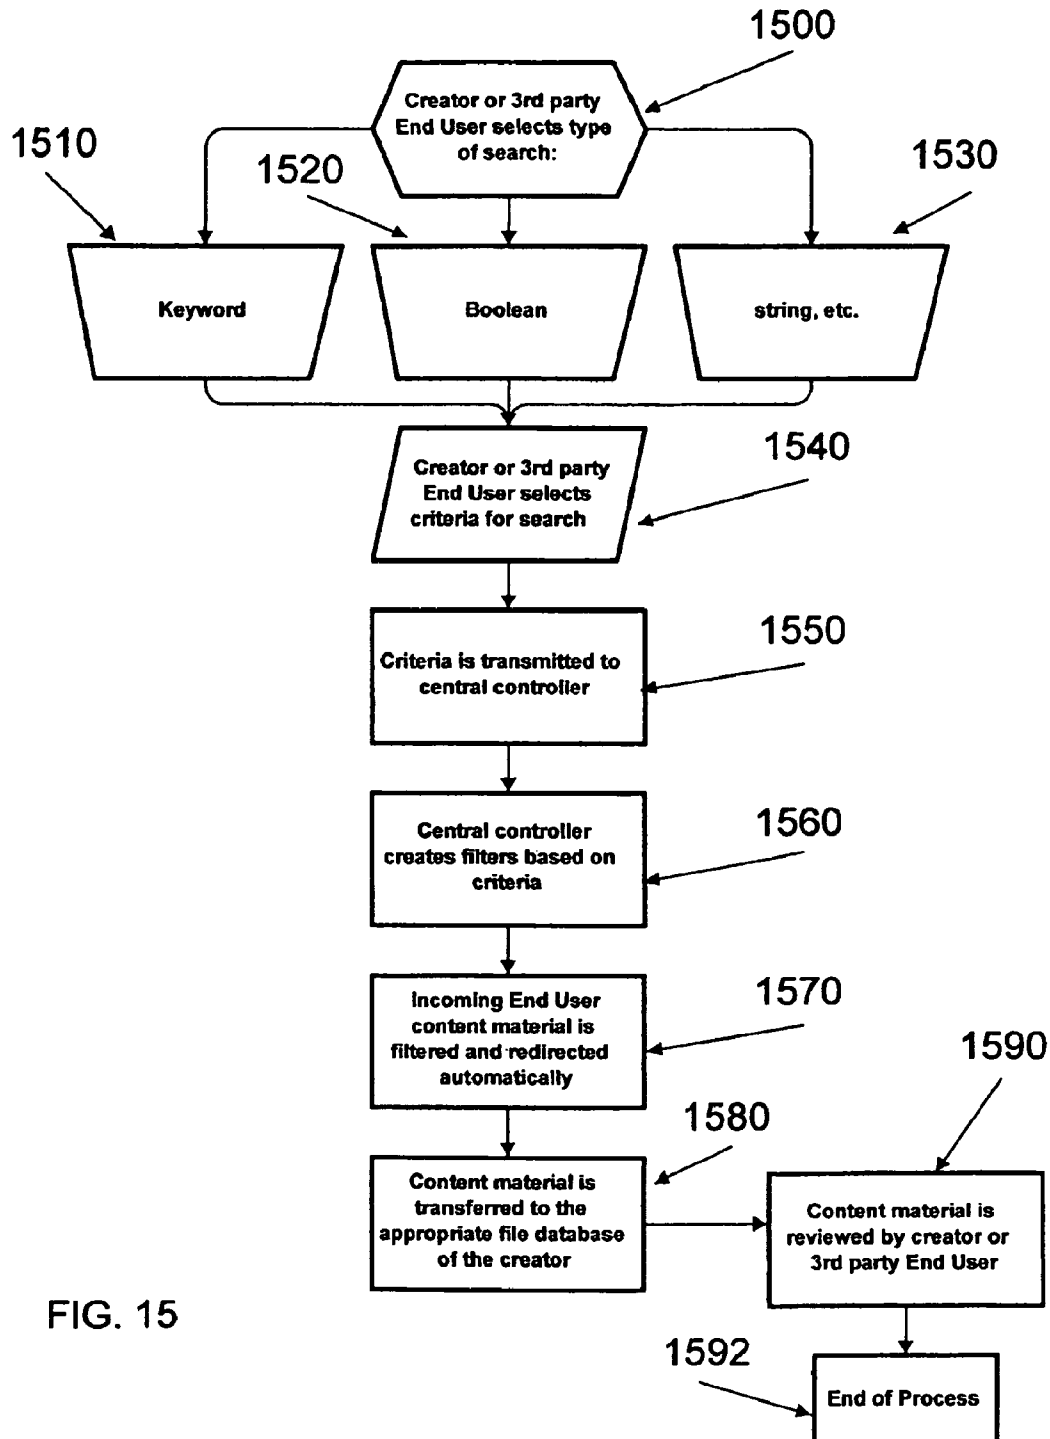 1500
Creator or 3rd party
End User selects type
of search:
1510
1520
1530
Keyword
Boolean
string, etc.
1540
Creator or 3rd party
End User selects
criteria for search
1550
Criteria is transmitted to
central controller
1560
Central controller
creates filters based on
criteria
1570
Incoming End User
content material is
filtered and redirected
automatically
1580
1590
Content material is
transferred to the
appropriate file database
of the creator
Content material is
reviewed by creator or
3rd party End User
FIG. 15
1592
End of Process